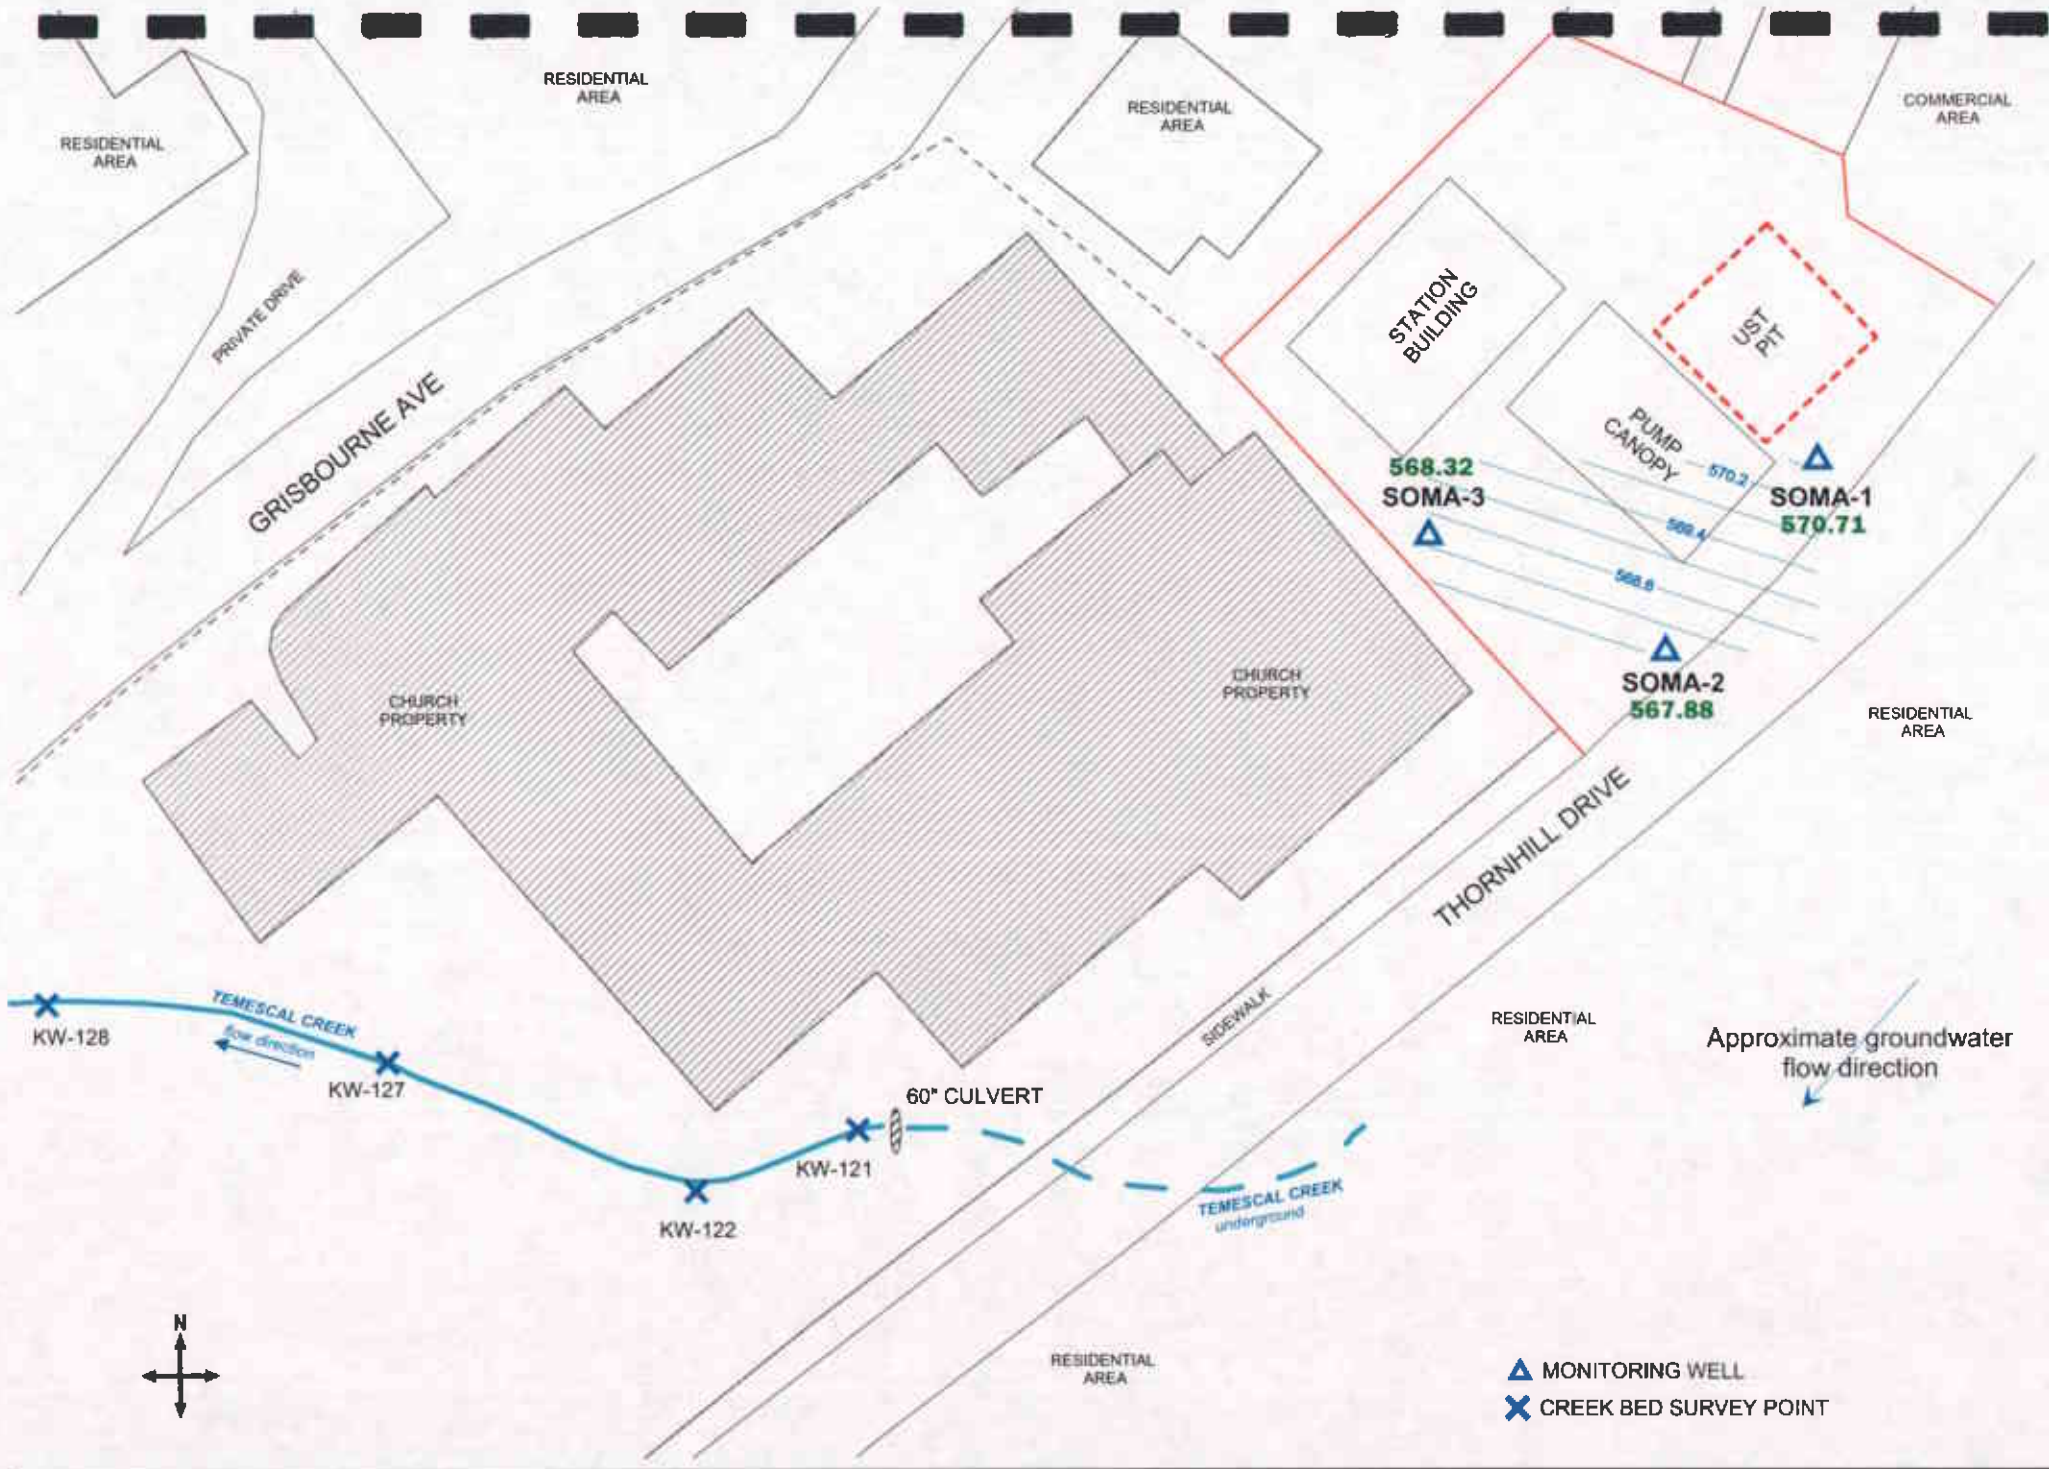 RESIDENTIAL
AREA
RESIDENTIAL
AREA
RESIDENTIAL
AREA
COMMERCIAL
AREA
PRIVATE DRIVE
GRISBOURNE AVE
STATION
BUILDING
UST
PIT
PUMP
CANOPY
568.32
SOMA-3
570.2
SOMA-1
570.71
569.4
568.6
SOMA-2
567.88
CHURCH
PROPERTY
CHURCH
PROPERTY
RESIDENTIAL
AREA
THORNHILL DRIVE
SIDEWALK
RESIDENTIAL
AREA
Approximate groundwater
flow direction
TEMESCAL CREEK
flow direction
KW-128
KW-127
60" CULVERT
KW-121
KW-122
TEMESCAL CREEK
underground
N
RESIDENTIAL
AREA
MONITORING WELL
CREEK BED SURVEY POINT